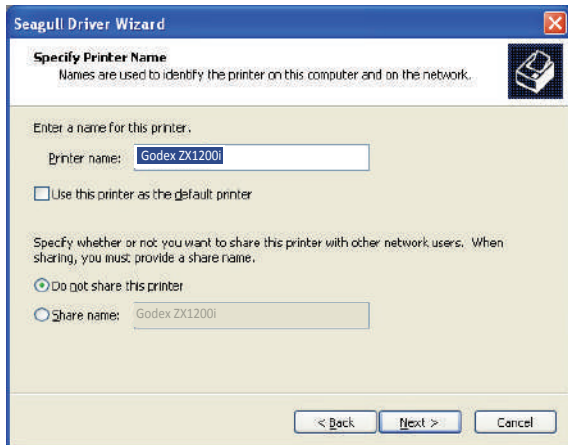 Seagull Driver Wizard
Specify Printer Name
Names are used to identify the printer on this computer and on the network.
Enter a name for this printer.
Printer name: Godex ZX1200i
Use this printer as the default printer
Specify whether or not you want to share this printer with other network users. When
sharing, you must provide a share name.
Do not share this printer
Share name: Godex ZX1200i
< Back Next > Cancel